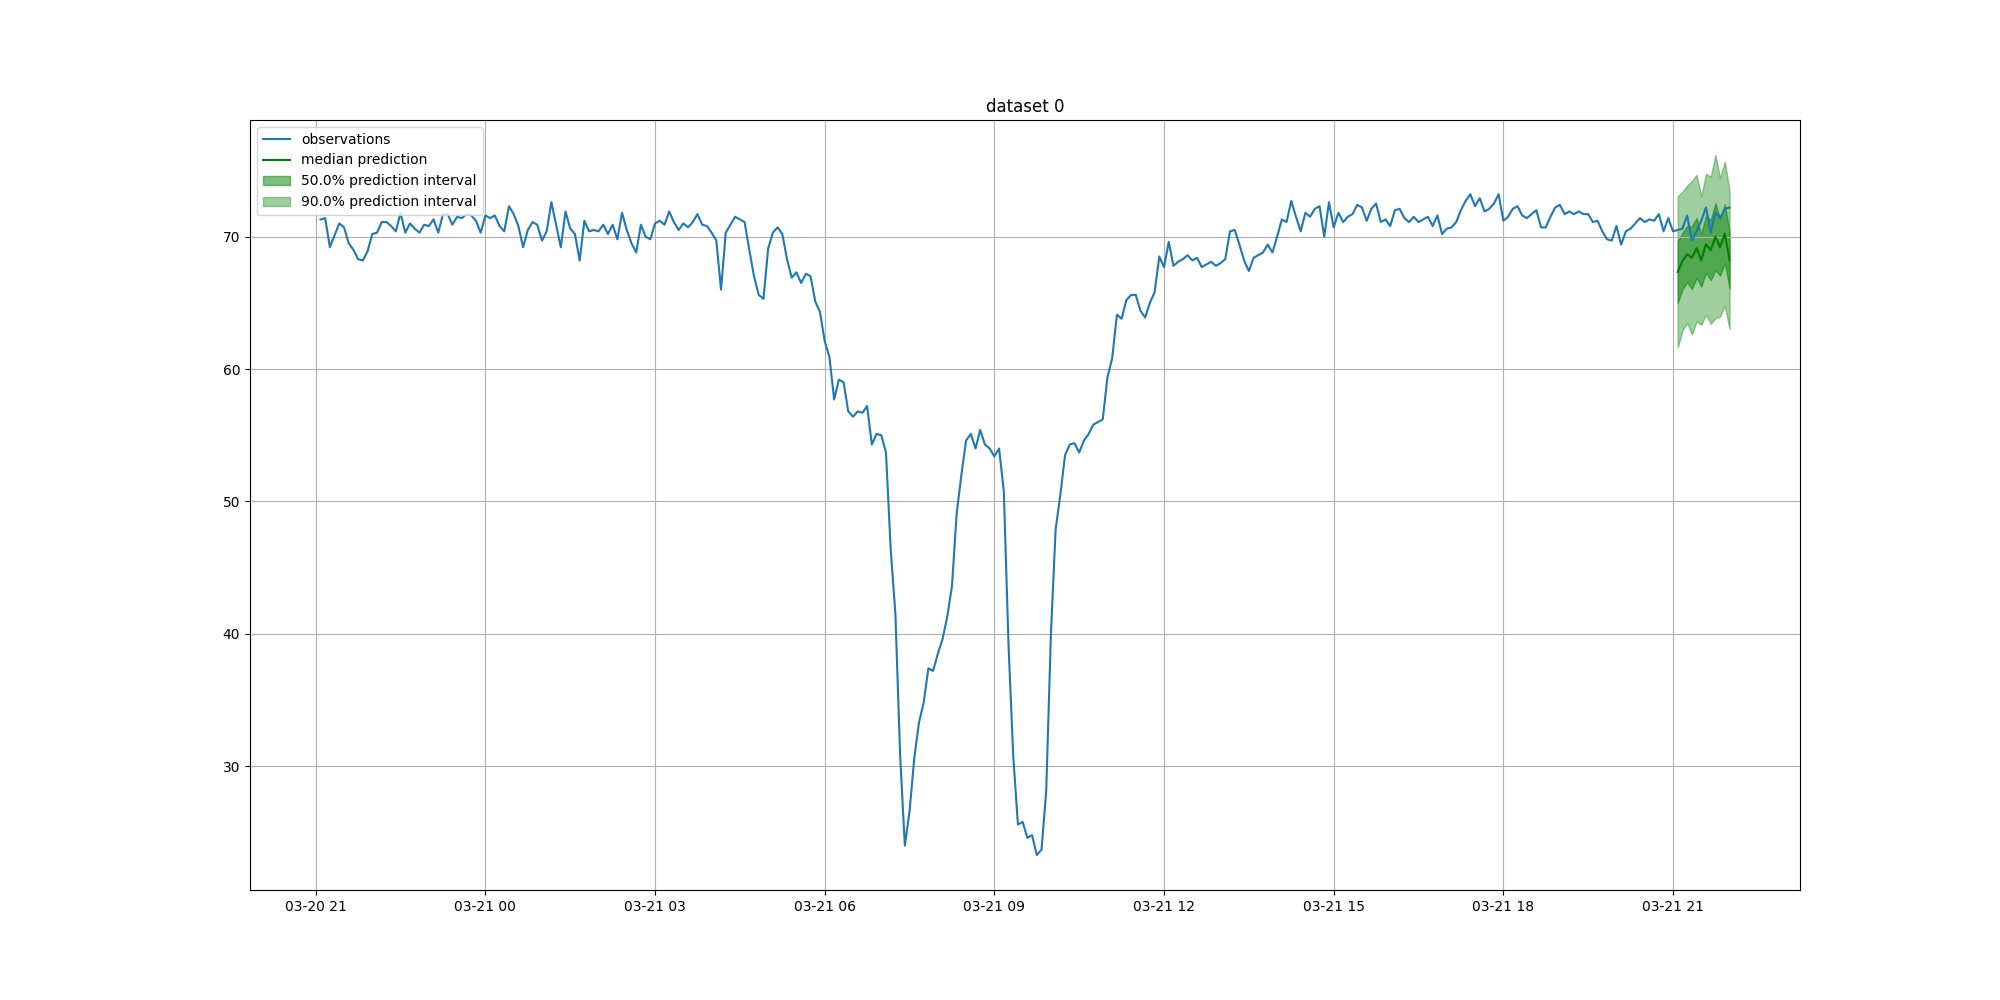 dataset 0
observations
median prediction
50.0% prediction interval
90.0% prediction interval
70
60
50
40
30
03-20 21
03-21 00
03-21 03
03-21 06
03-21 09
03-21 12
03-21 15
03-21 18
03-21 21